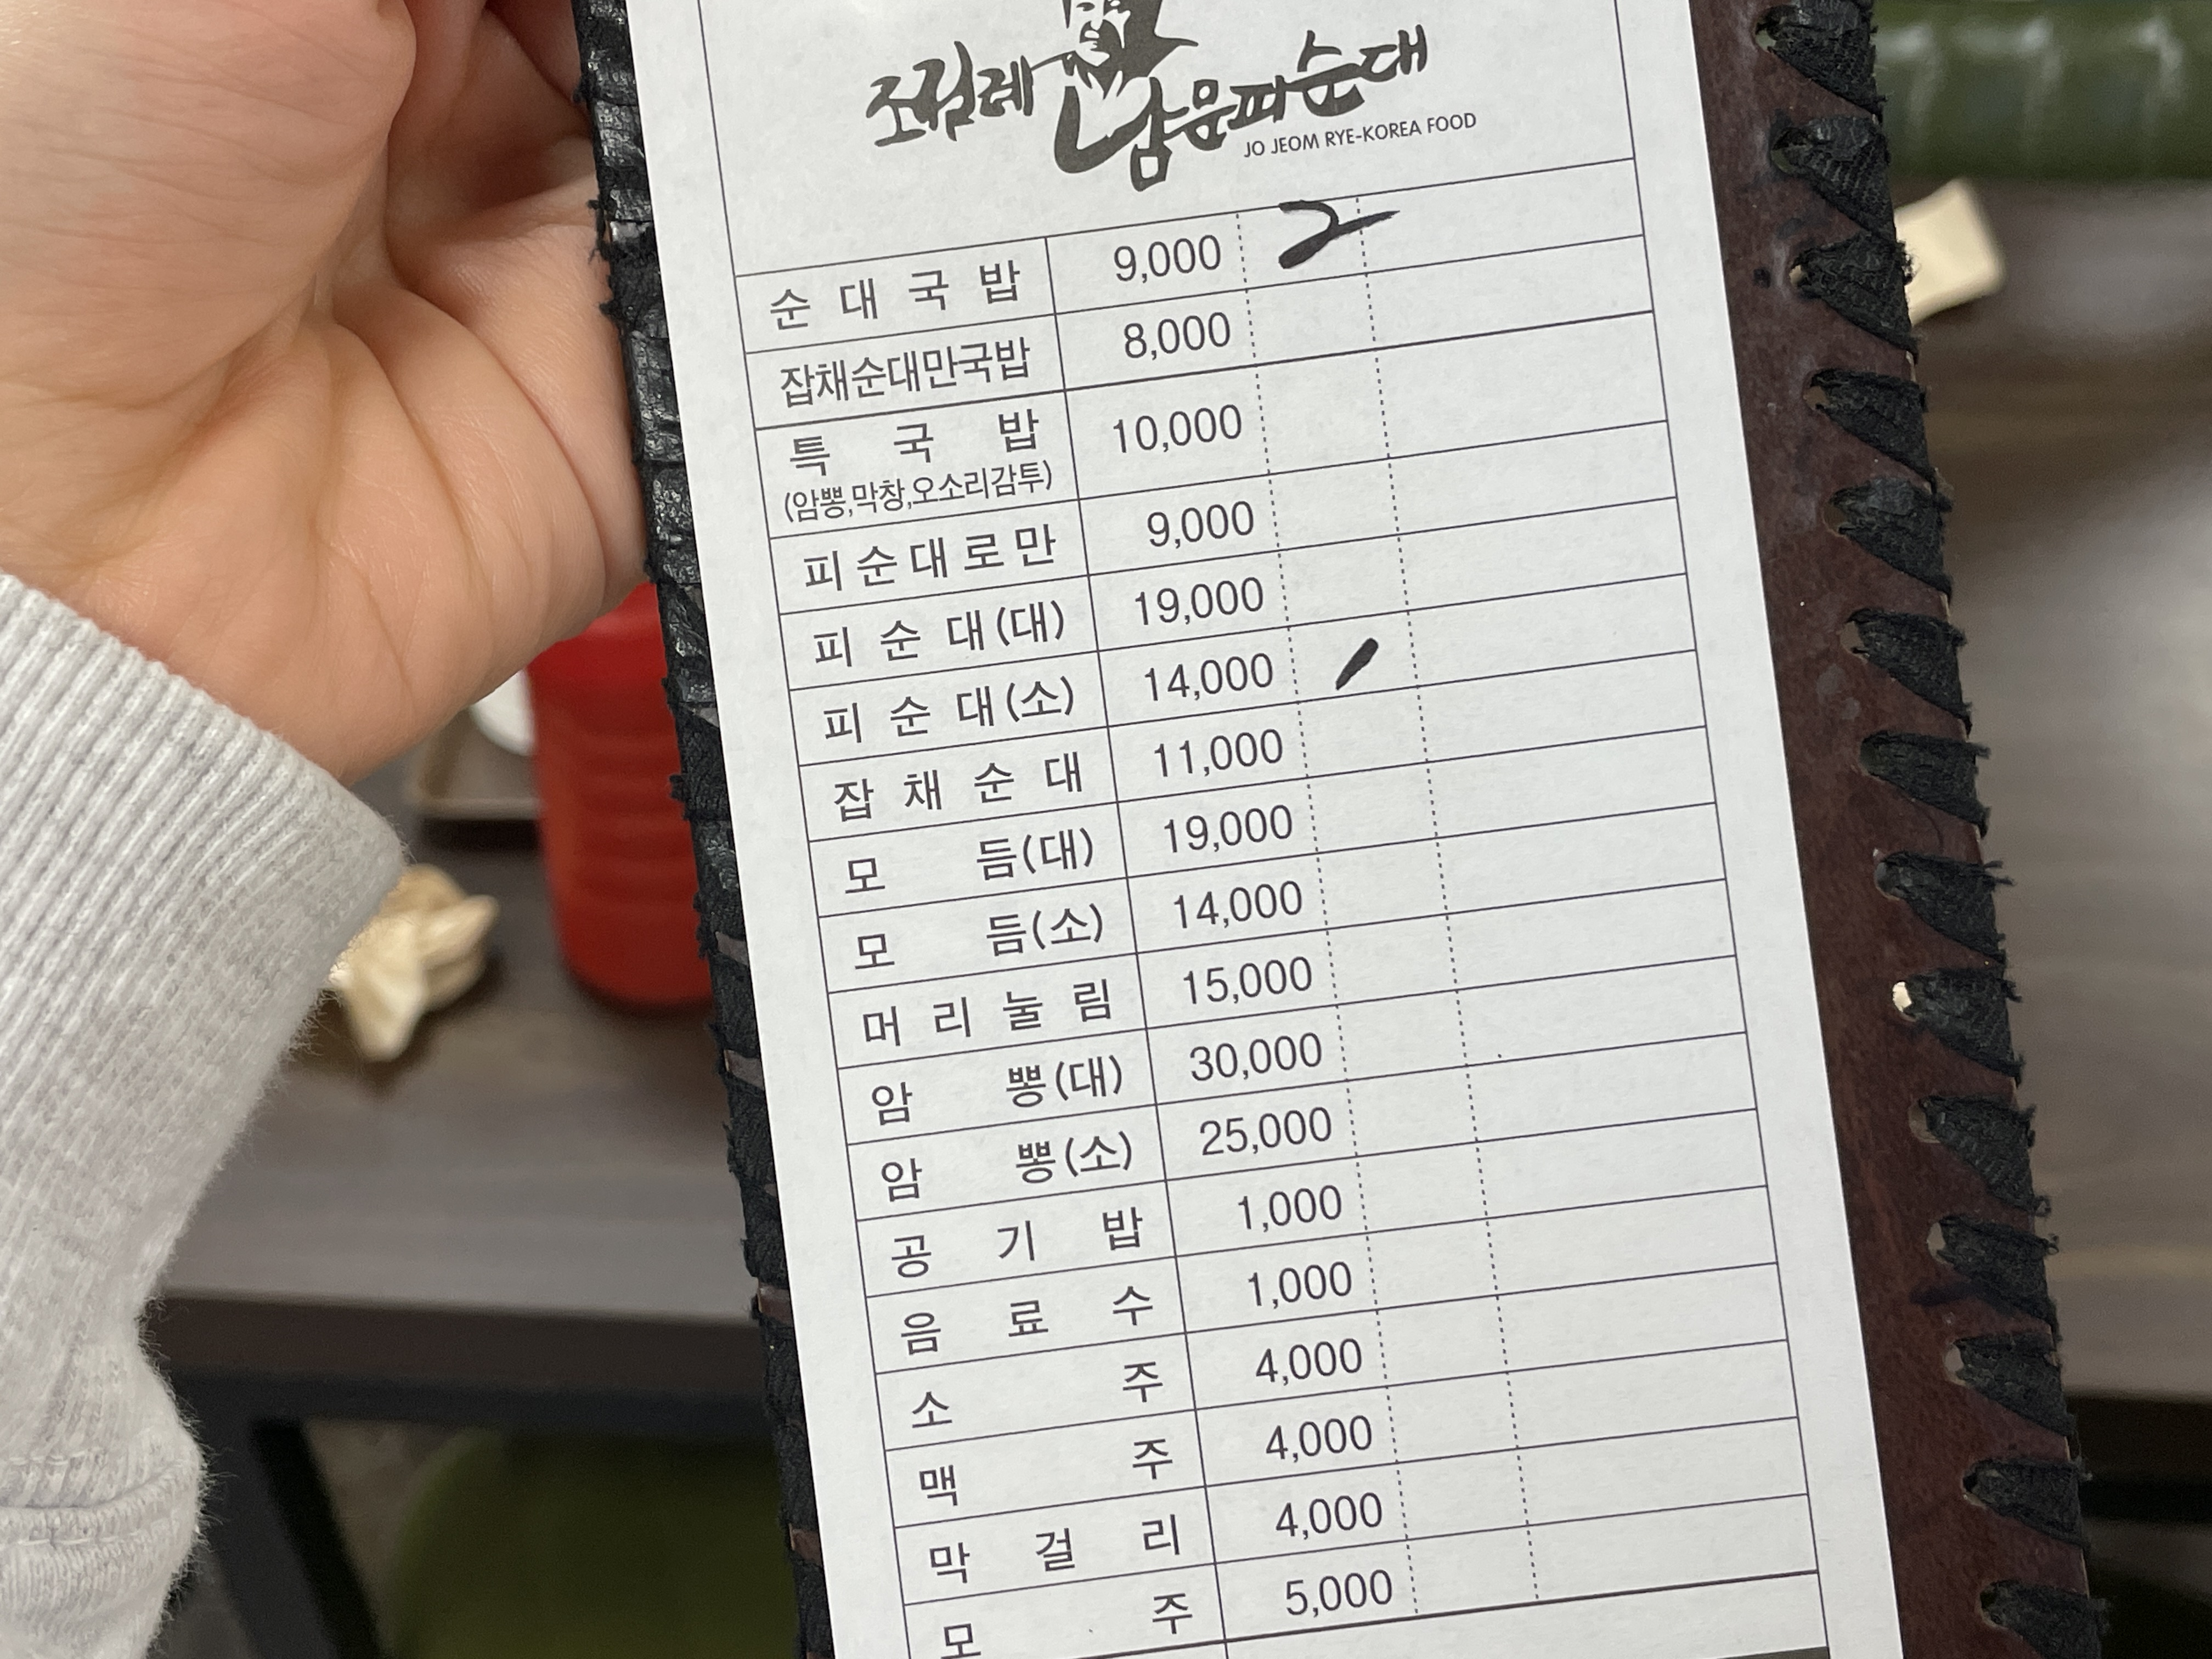 조점례 남문피순대
JO JEOM RYE-KOREA FOOD
순대국밥 9,000 2
잡채순대만국밥 8,000
특국밥 10,000
(암뽕,막창,오소리감투)
피순대로만 9,000
피순대(대) 19,000
피순대(소) 14,000 /
잡채순대 11,000
모듬(대) 19,000
모듬(소) 14,000
머리눌림 15,000
암뽕(대) 30,000
암뽕(소) 25,000
공기밥 1,000
음료수 1,000
소주 4,000
맥주 4,000
막걸리 4,000
모주 5,000